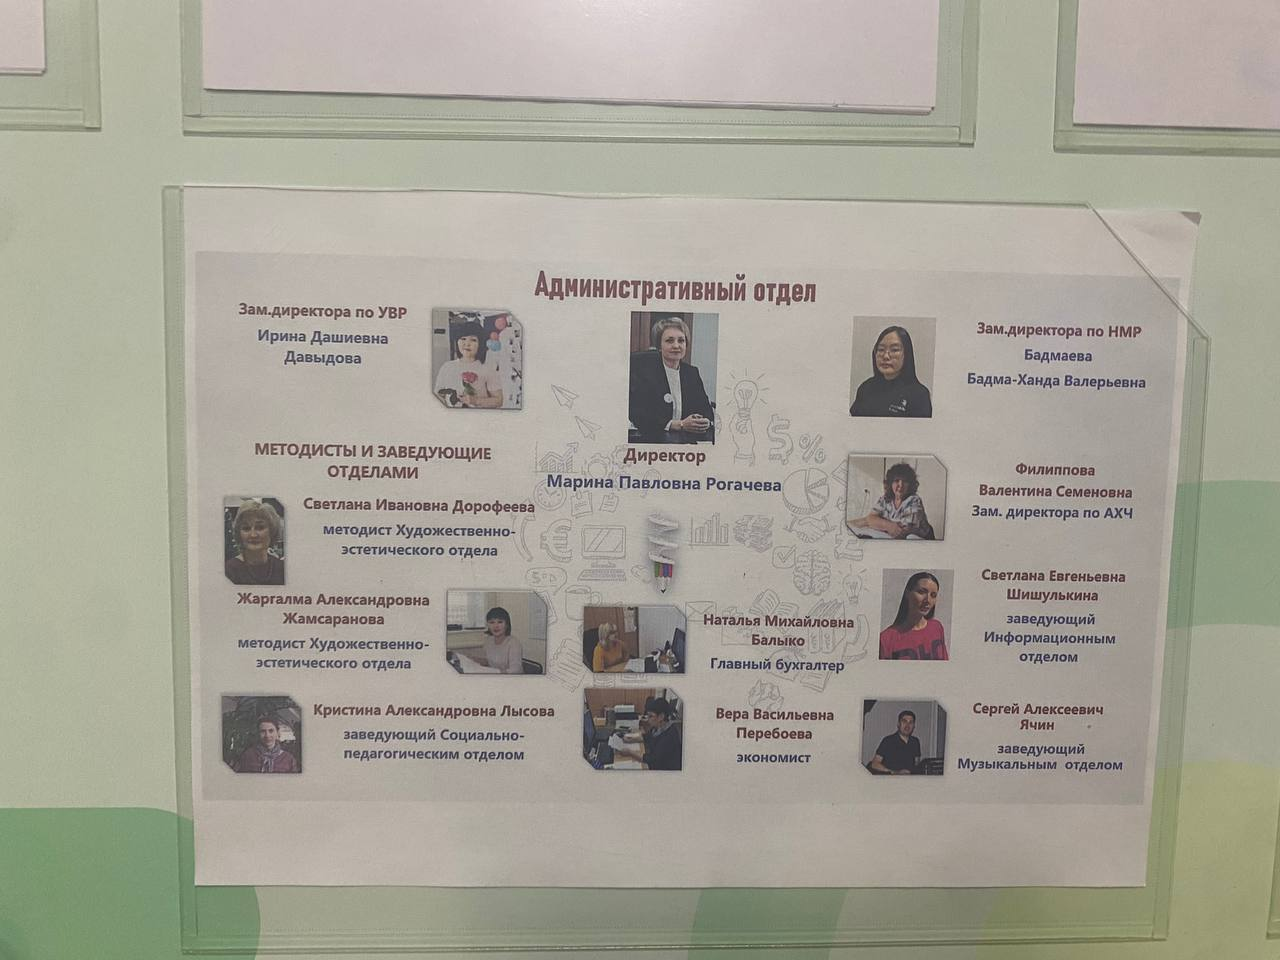 Административный отдел
Зам.директора по УВР
Ирина Дашиевна
Давыдова
Директор
Марина Павловна Рогачева
Зам.директора по НМР
Бадмаева
Бадма-Ханда Валерьевна
МЕТОДИСТЫ И ЗАВЕДУЮЩИЕ
ОТДЕЛАМИ
Светлана Ивановна Дорофеева
методист Художественно-
эстетического отдела
Жаргалма Александровна
Жамсаранова
методист Художественно-
эстетического отдела
Кристина Александровна Лысова
заведующий Социально-
педагогическим отделом
Наталья Михайловна
Балыко
Главный бухгалтер
Вера Васильевна
Перебоева
экономист
Филиппова
Валентина Семеновна
Зам. директора по АХЧ
Светлана Евгеньевна
Шишулькина
заведующий
Информационным
отделом
Сергей Алексеевич
Ячин
заведующий
Музыкальным отделом